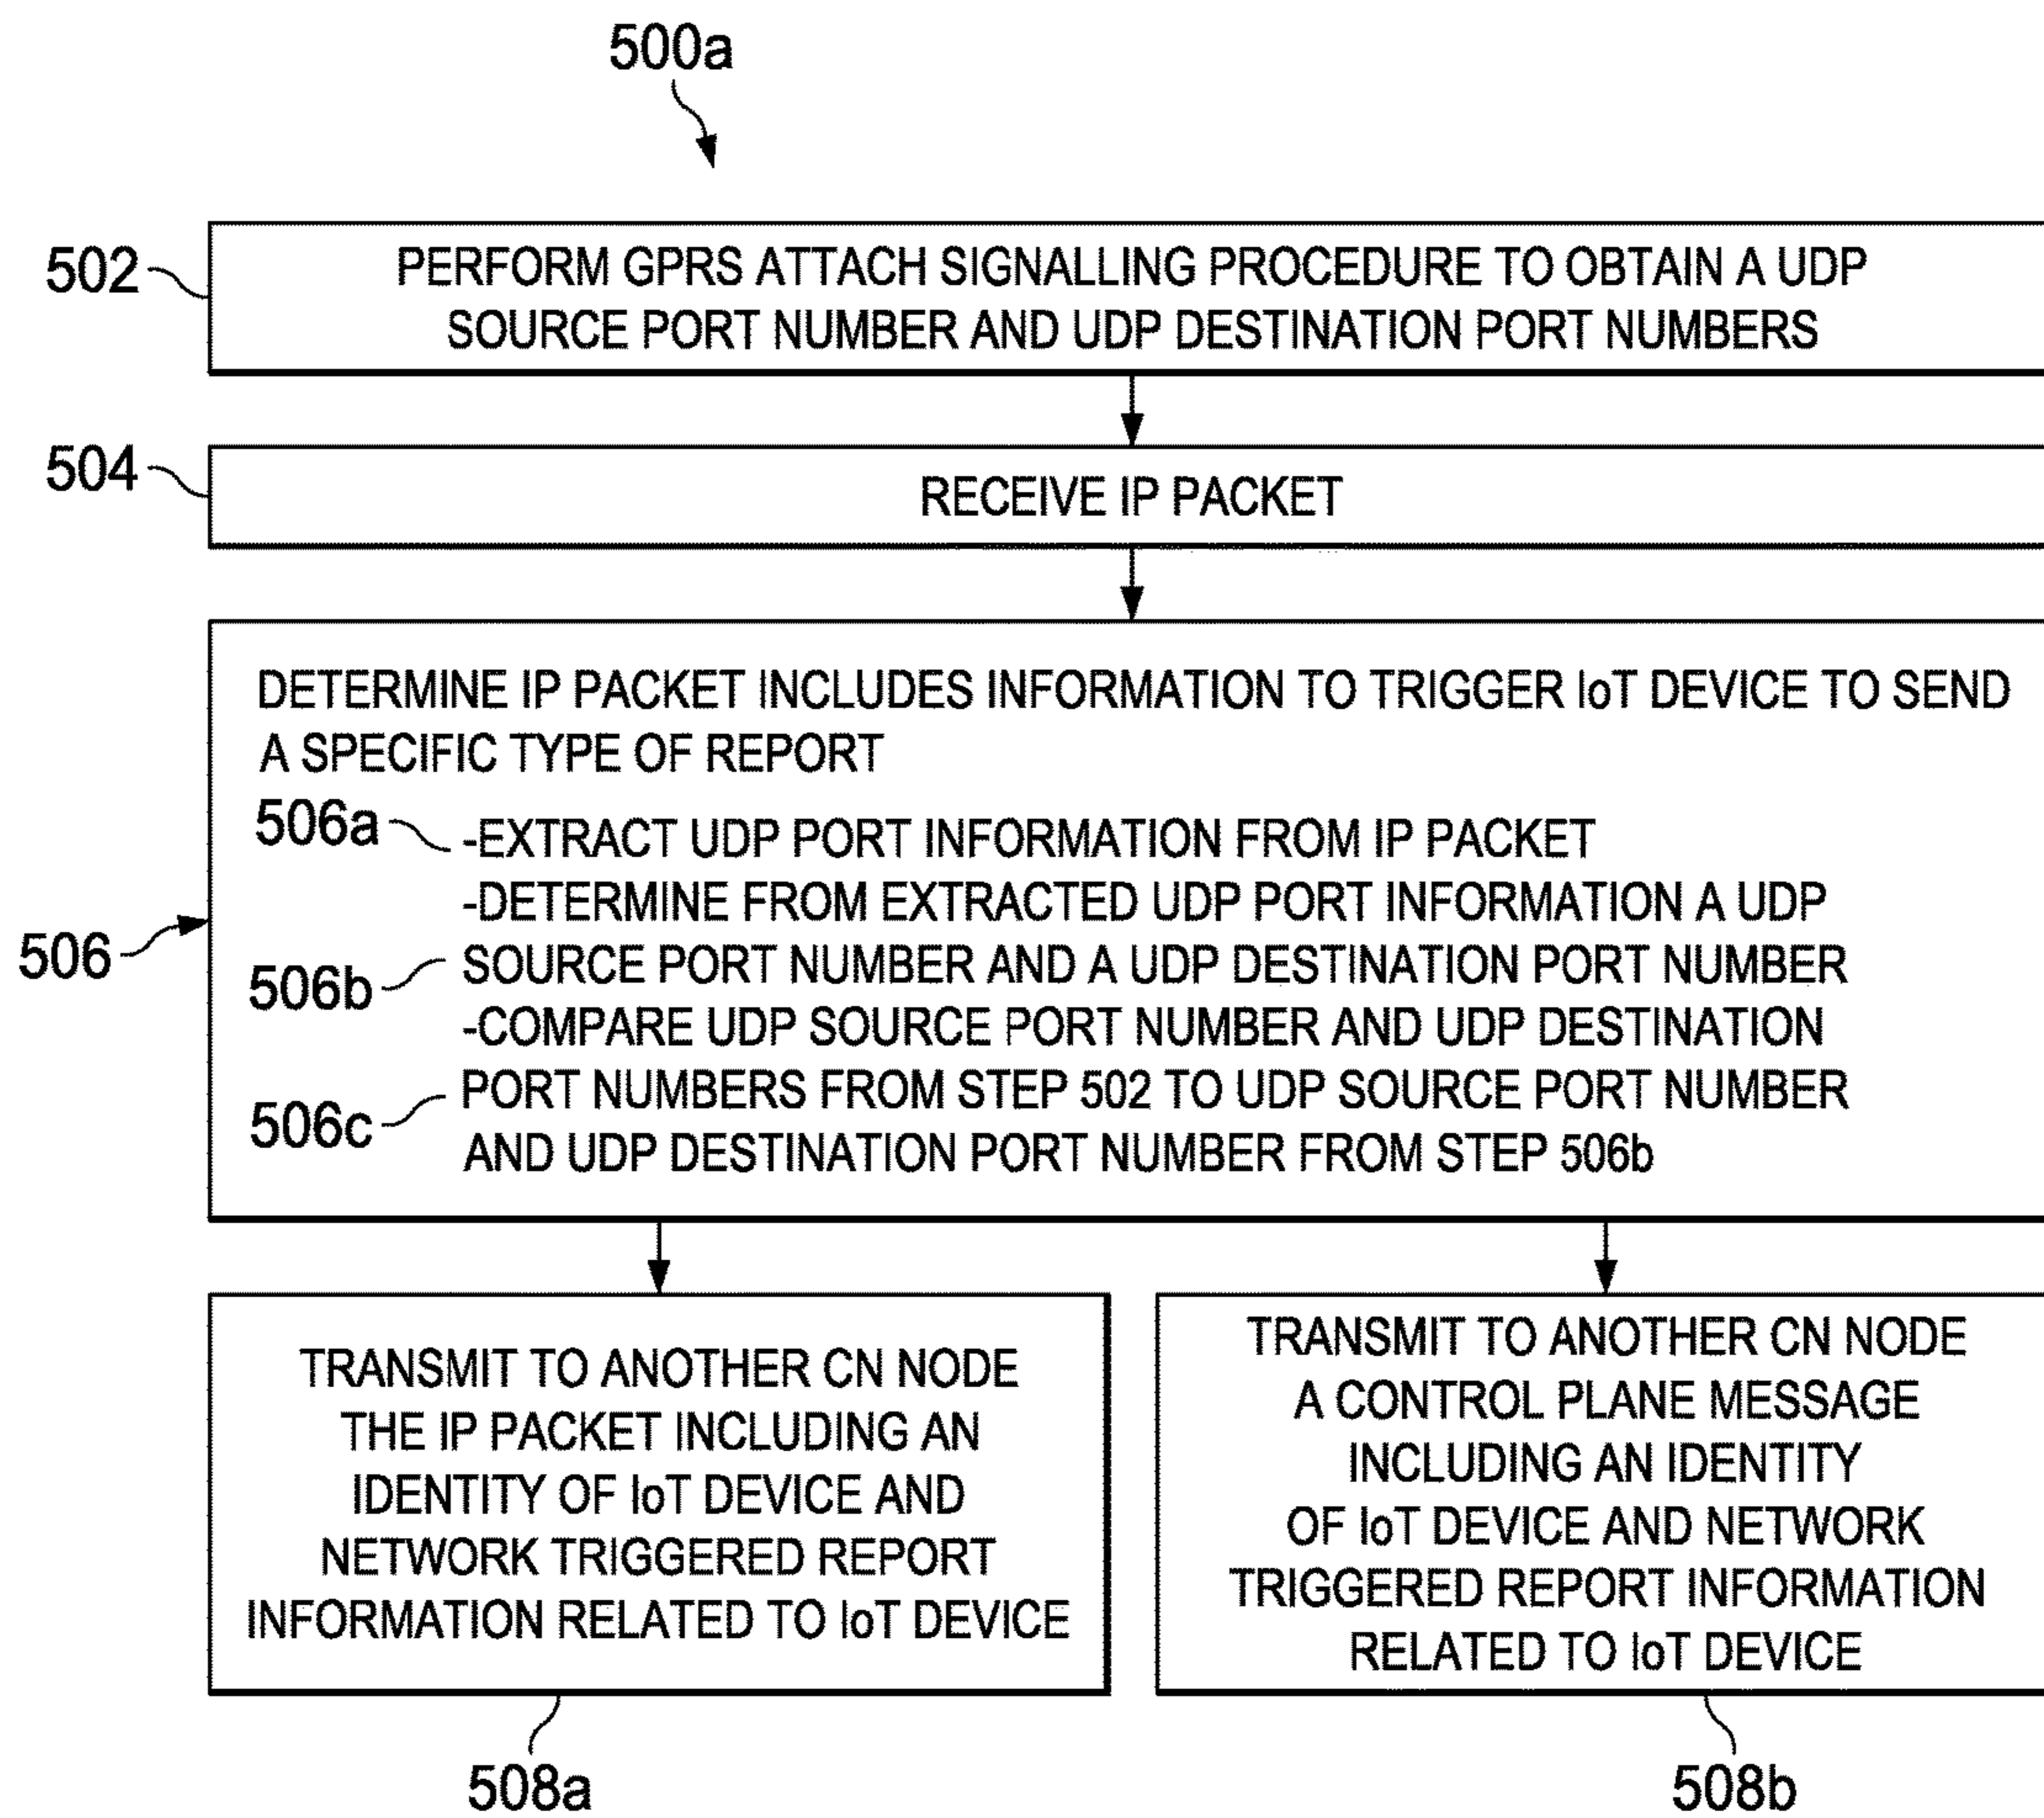 500a
502
PERFORM GPRS ATTACH SIGNALLING PROCEDURE TO OBTAIN A UDP
SOURCE PORT NUMBER AND UDP DESTINATION PORT NUMBERS
504
RECEIVE IP PACKET
506
DETERMINE IP PACKET INCLUDES INFORMATION TO TRIGGER IoT DEVICE TO SEND
A SPECIFIC TYPE OF REPORT
506a
-EXTRACT UDP PORT INFORMATION FROM IP PACKET
-DETERMINE FROM EXTRACTED UDP PORT INFORMATION A UDP
506b
SOURCE PORT NUMBER AND A UDP DESTINATION PORT NUMBER
-COMPARE UDP SOURCE PORT NUMBER AND UDP DESTINATION
506c
PORT NUMBERS FROM STEP 502 TO UDP SOURCE PORT NUMBER
AND UDP DESTINATION PORT NUMBER FROM STEP 506b
TRANSMIT TO ANOTHER CN NODE
THE IP PACKET INCLUDING AN
IDENTITY OF IoT DEVICE AND
NETWORK TRIGGERED REPORT
INFORMATION RELATED TO IoT DEVICE
508a
TRANSMIT TO ANOTHER CN NODE
A CONTROL PLANE MESSAGE
INCLUDING AN IDENTITY
OF IoT DEVICE AND NETWORK
TRIGGERED REPORT INFORMATION
RELATED TO IoT DEVICE
508b